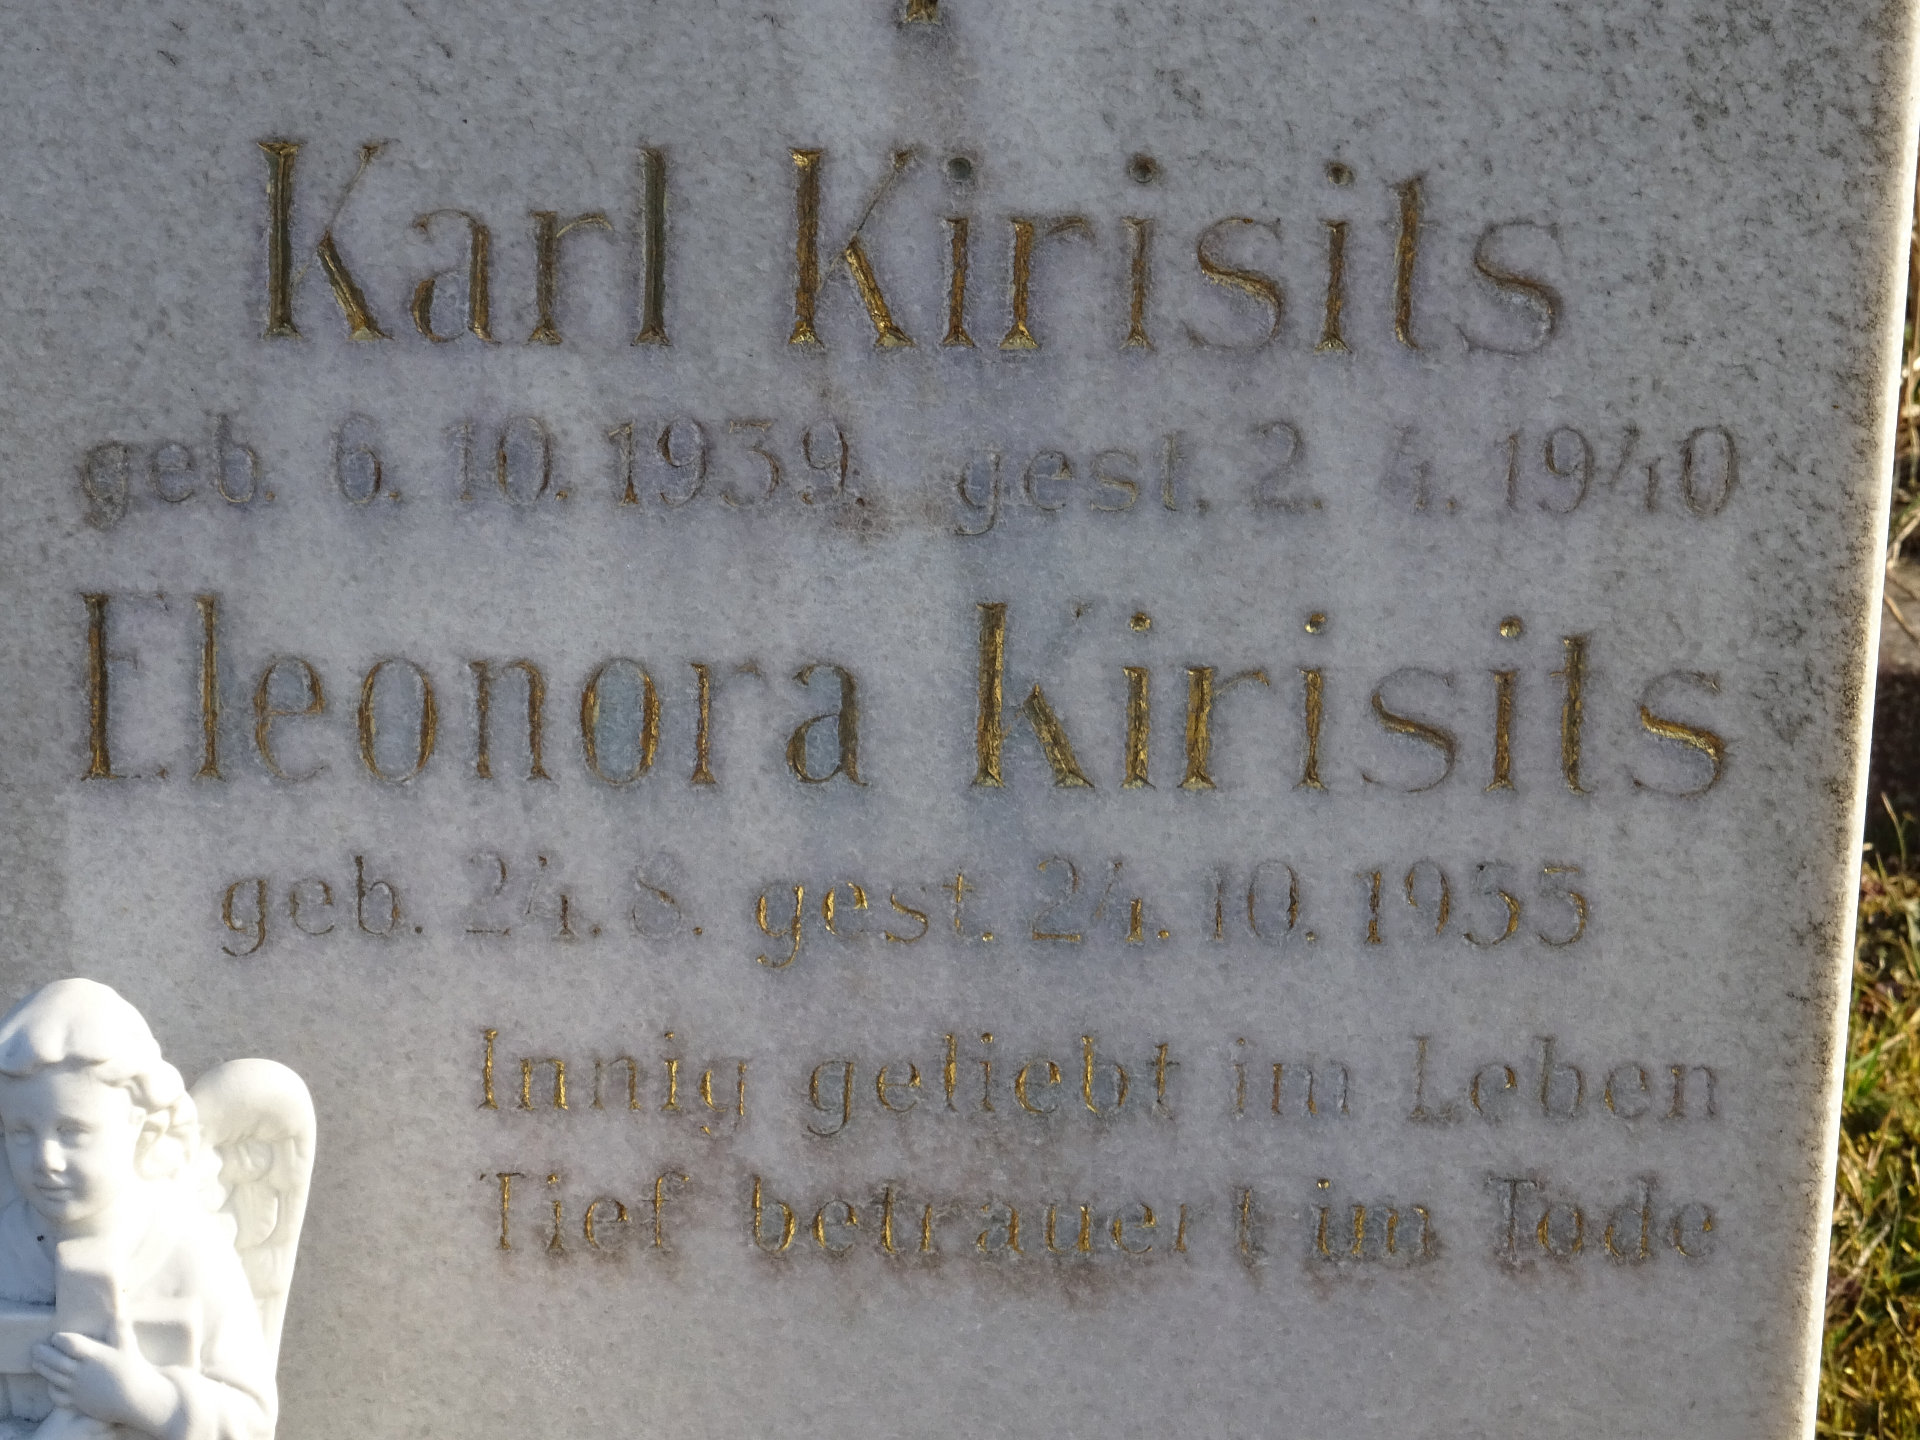 Karl Kirisits
geb. 6. 10. 1939. gest. 2. 4. 1940
Eleonora Kirisits
geb. 24. 8. gest. 24. 10. 1955
Innig geliebt im Leben
Tief betrauert im Tode